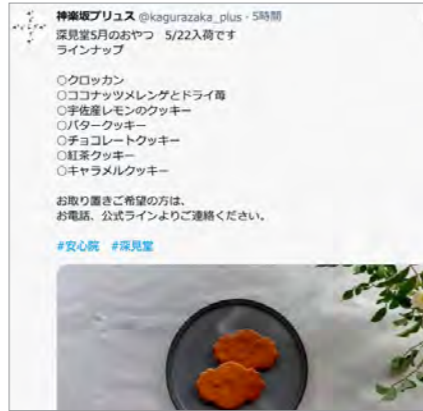 神楽坂プリュス @kagurazaka_plus · 5時間
深見堂5月のおやつ　5/22入荷です
ラインナップ
○クロッカン
○ココナッツメレンゲとドライ苺
○宇佐産レモンのクッキー
○バタークッキー
○チョコレートクッキー
○紅茶クッキー
○キャラメルクッキー
お取り置きご希望の方は、
お電話、公式ラインよりご連絡ください。
#安心院　#深見堂